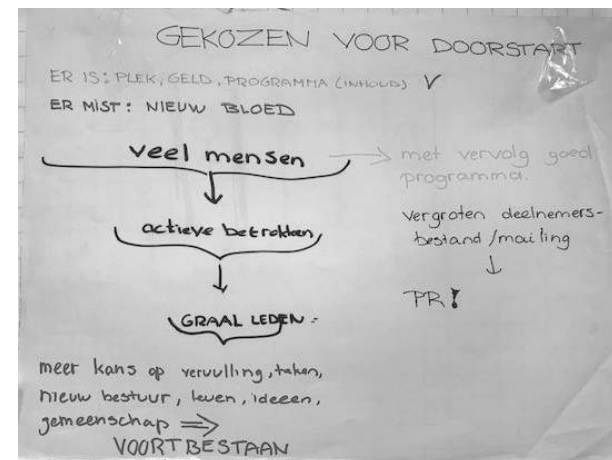 GEKOZEN VOOR DOORSTART
ER IS: PLEK, GELD, PROGRAMMA (INHOUD) V
ER MIST: NIEUW BLOED
veel mensen → met vervolg goed
programma.
vergroten deelnemers-
bestand/mailing
↓
PR!
↓
actieve betrokken
↓
GRAAL LEDEN:
meer kans op vervulling, taken,
nieuw bestuur, leven, ideeen,
gemeenschap ⇒
VOORTBESTAAN